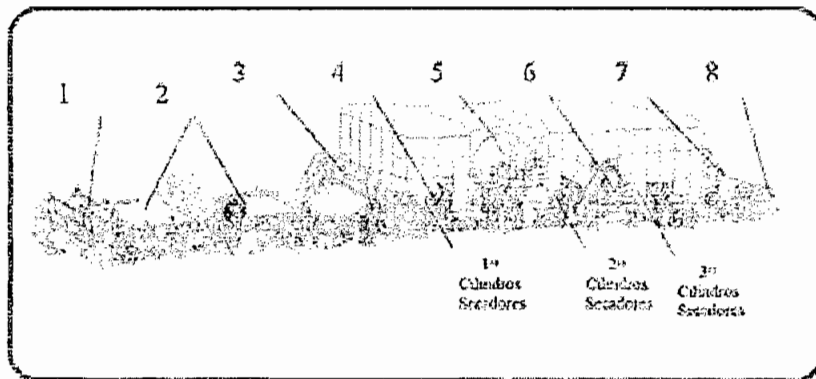 1 2 3 4 5 6 7 8
1ᵒˢ
Cilindros
Secadores
2ᵒˢ
Cilindros
Secadores
3ᵒˢ
Cilindros
Secadores